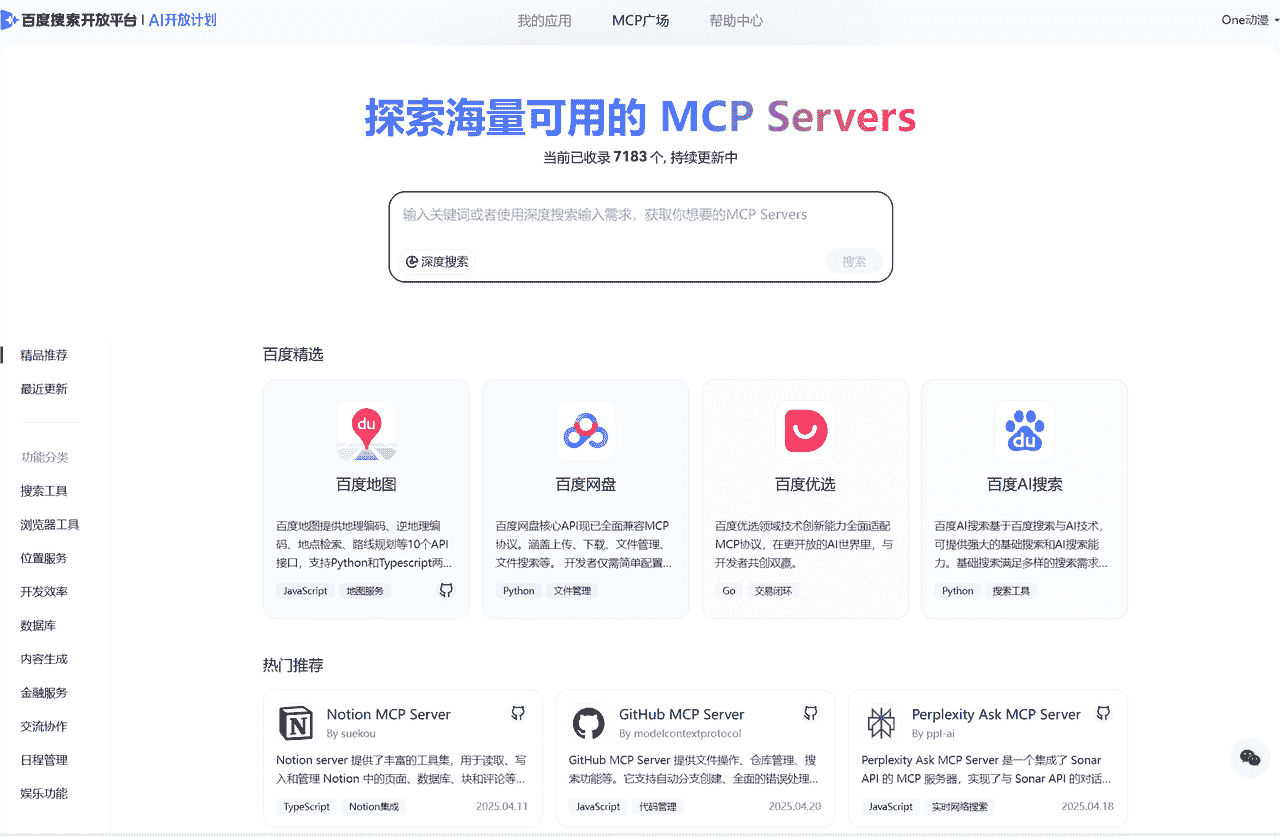 百度搜索开放平台 | AI开放计划
我的应用 MCP广场 帮助中心
One动漫
探索海量可用的 MCP Servers
当前已收录 7183 个, 持续更新中
输入关键词或者使用深度搜索输入需求，获取你想要的MCP Servers
深度搜索
搜索
精品推荐
最近更新
功能分类
搜索工具
浏览器工具
位置服务
开发效率
数据库
内容生成
金融服务
交流协作
日程管理
娱乐功能
百度精选
du
百度地图
百度地图提供地理编码、逆地理编
码、地点检索、路线规划等10个API
接口，支持Python和Typescript两...
JavaScript 地图服务
百度网盘
百度网盘核心API现已全面兼容MCP
协议。涵盖上传、下载、文件管理、
文件搜索等。 开发者仅需简单配置...
Python 文件管理
百度优选
百度优选领域技术创新能力全面适配
MCP协议，在更开放的AI世界里，与
开发者共创双赢。
Go 交易闭环
du
百度AI搜索
百度AI搜索基于百度搜索与AI技术，
可提供强大的基础搜索和AI搜索能
力。基础搜索满足多样的搜索需求...
Python 搜索工具
热门推荐
Notion MCP Server
By suekou
Notion server 提供了丰富的工具集，用于读取、写
入和管理 Notion 中的页面、数据库、块和评论等...
TypeScript Notion集成 2025.04.11
GitHub MCP Server
By modelcontextprotocol
GitHub MCP Server 提供文件操作、仓库管理、搜
索功能等。它支持自动分支创建、全面的错误处理...
JavaScript 代码管理 2025.04.20
Perplexity Ask MCP Server
By ppl-ai
Perplexity Ask MCP Server 是一个集成了 Sonar
API 的 MCP 服务器，实现了与 Sonar API 的对话...
JavaScript 实时网络搜索 2025.04.18